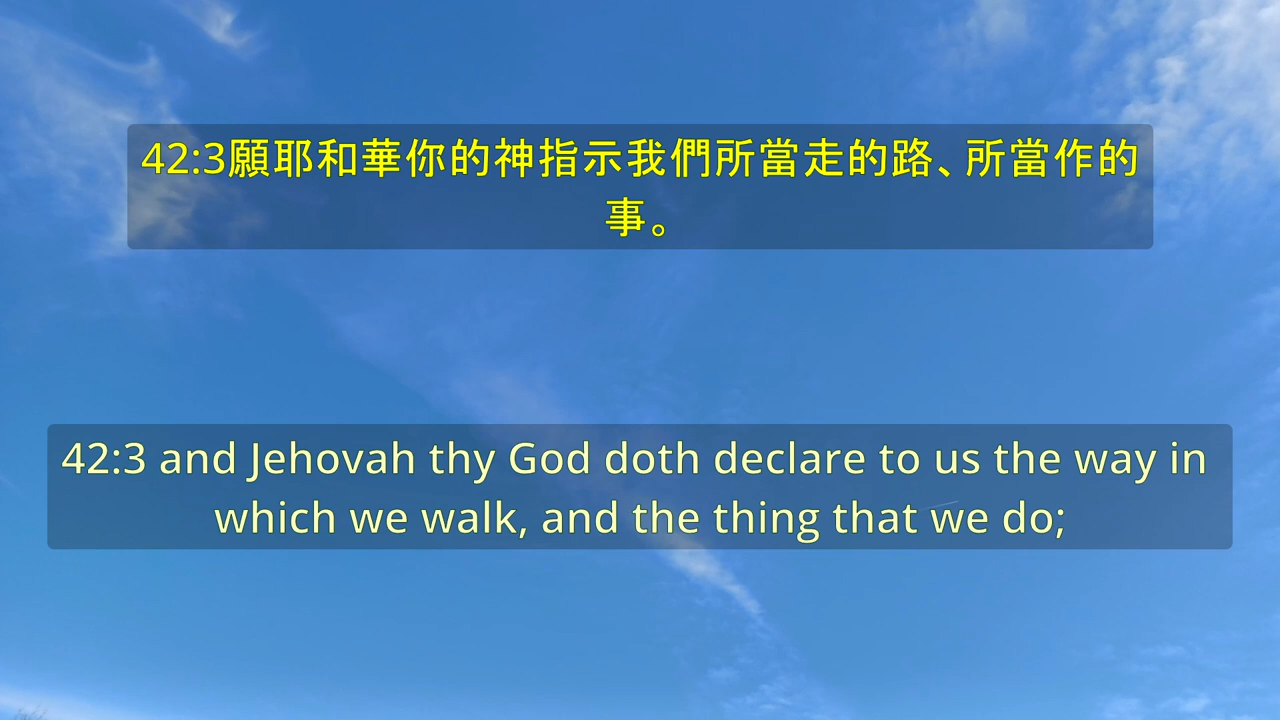 42:3願耶和華你的神指示我們所當走的路、所當作的
事。
42:3 and Jehovah thy God doth declare to us the way in
which we walk, and the thing that we do;